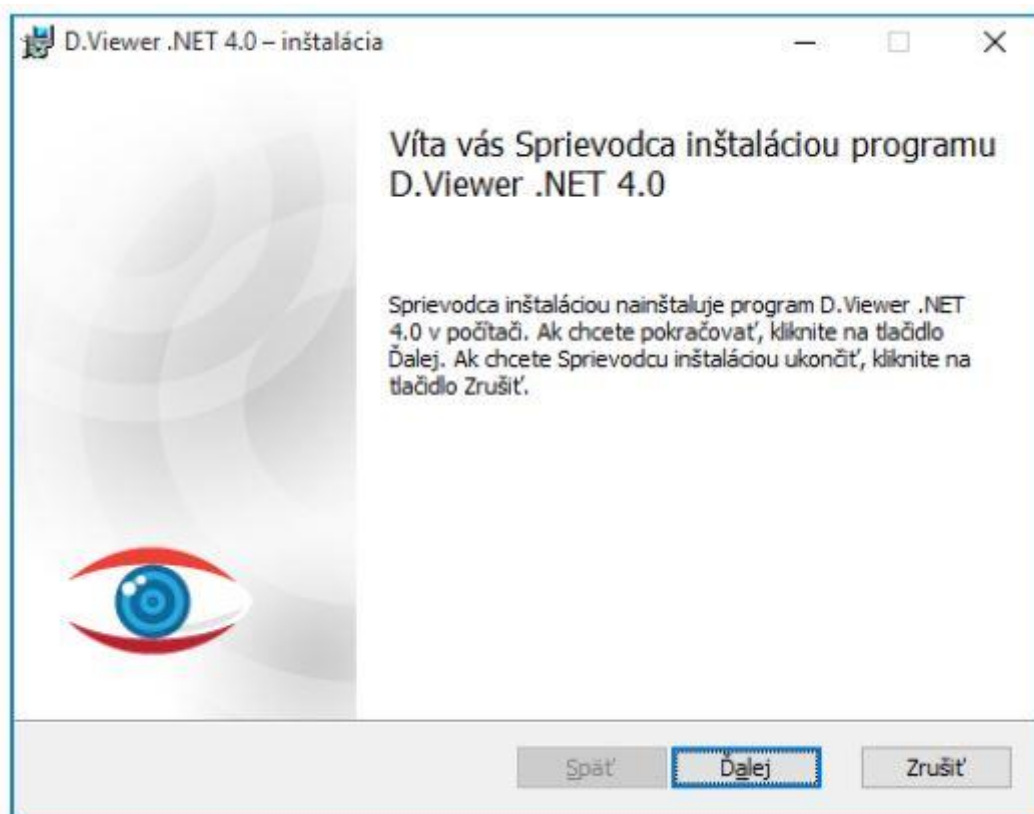 D.Viewer .NET 4.0 – inštalácia
Víta vás Sprievodca inštaláciou programu
D.Viewer .NET 4.0
Sprievodca inštaláciou nainštaluje program D.Viewer .NET
4.0 v počítači. Ak chcete pokračovať, kliknite na tlačidlo
Ďalej. Ak chcete Sprievodcu inštaláciou ukončiť, kliknite na
tlačidlo Zrušiť.
Späť Ďalej Zrušiť